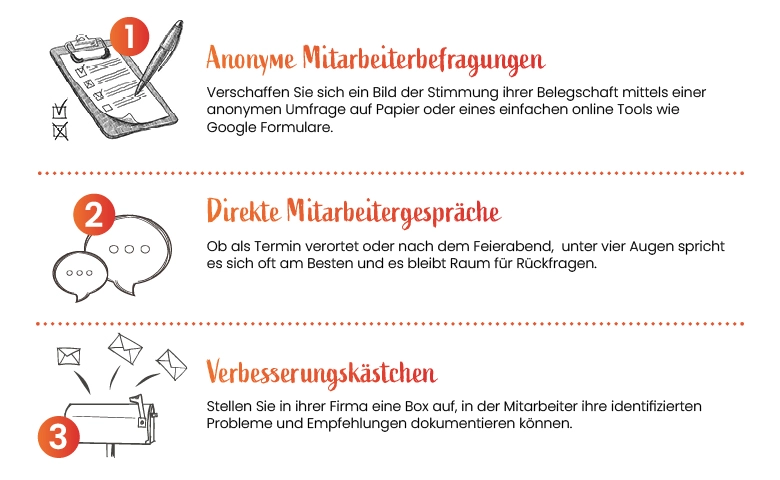 1
Anonyme Mitarbeiterbefragungen
Verschaffen Sie sich ein Bild der Stimmung ihrer Belegschaft mittels einer
anonymen Umfrage auf Papier oder eines einfachen online Tools wie
Google Formulare.
2
Direkte Mitarbeitergespräche
Ob als Termin verortet oder nach dem Feierabend,  unter vier Augen spricht
es sich oft am Besten und es bleibt Raum für Rückfragen.
Verbesserungskästchen
3
Stellen Sie in ihrer Firma eine Box auf, in der Mitarbeiter ihre identifizierten
Probleme und Empfehlungen dokumentieren können.